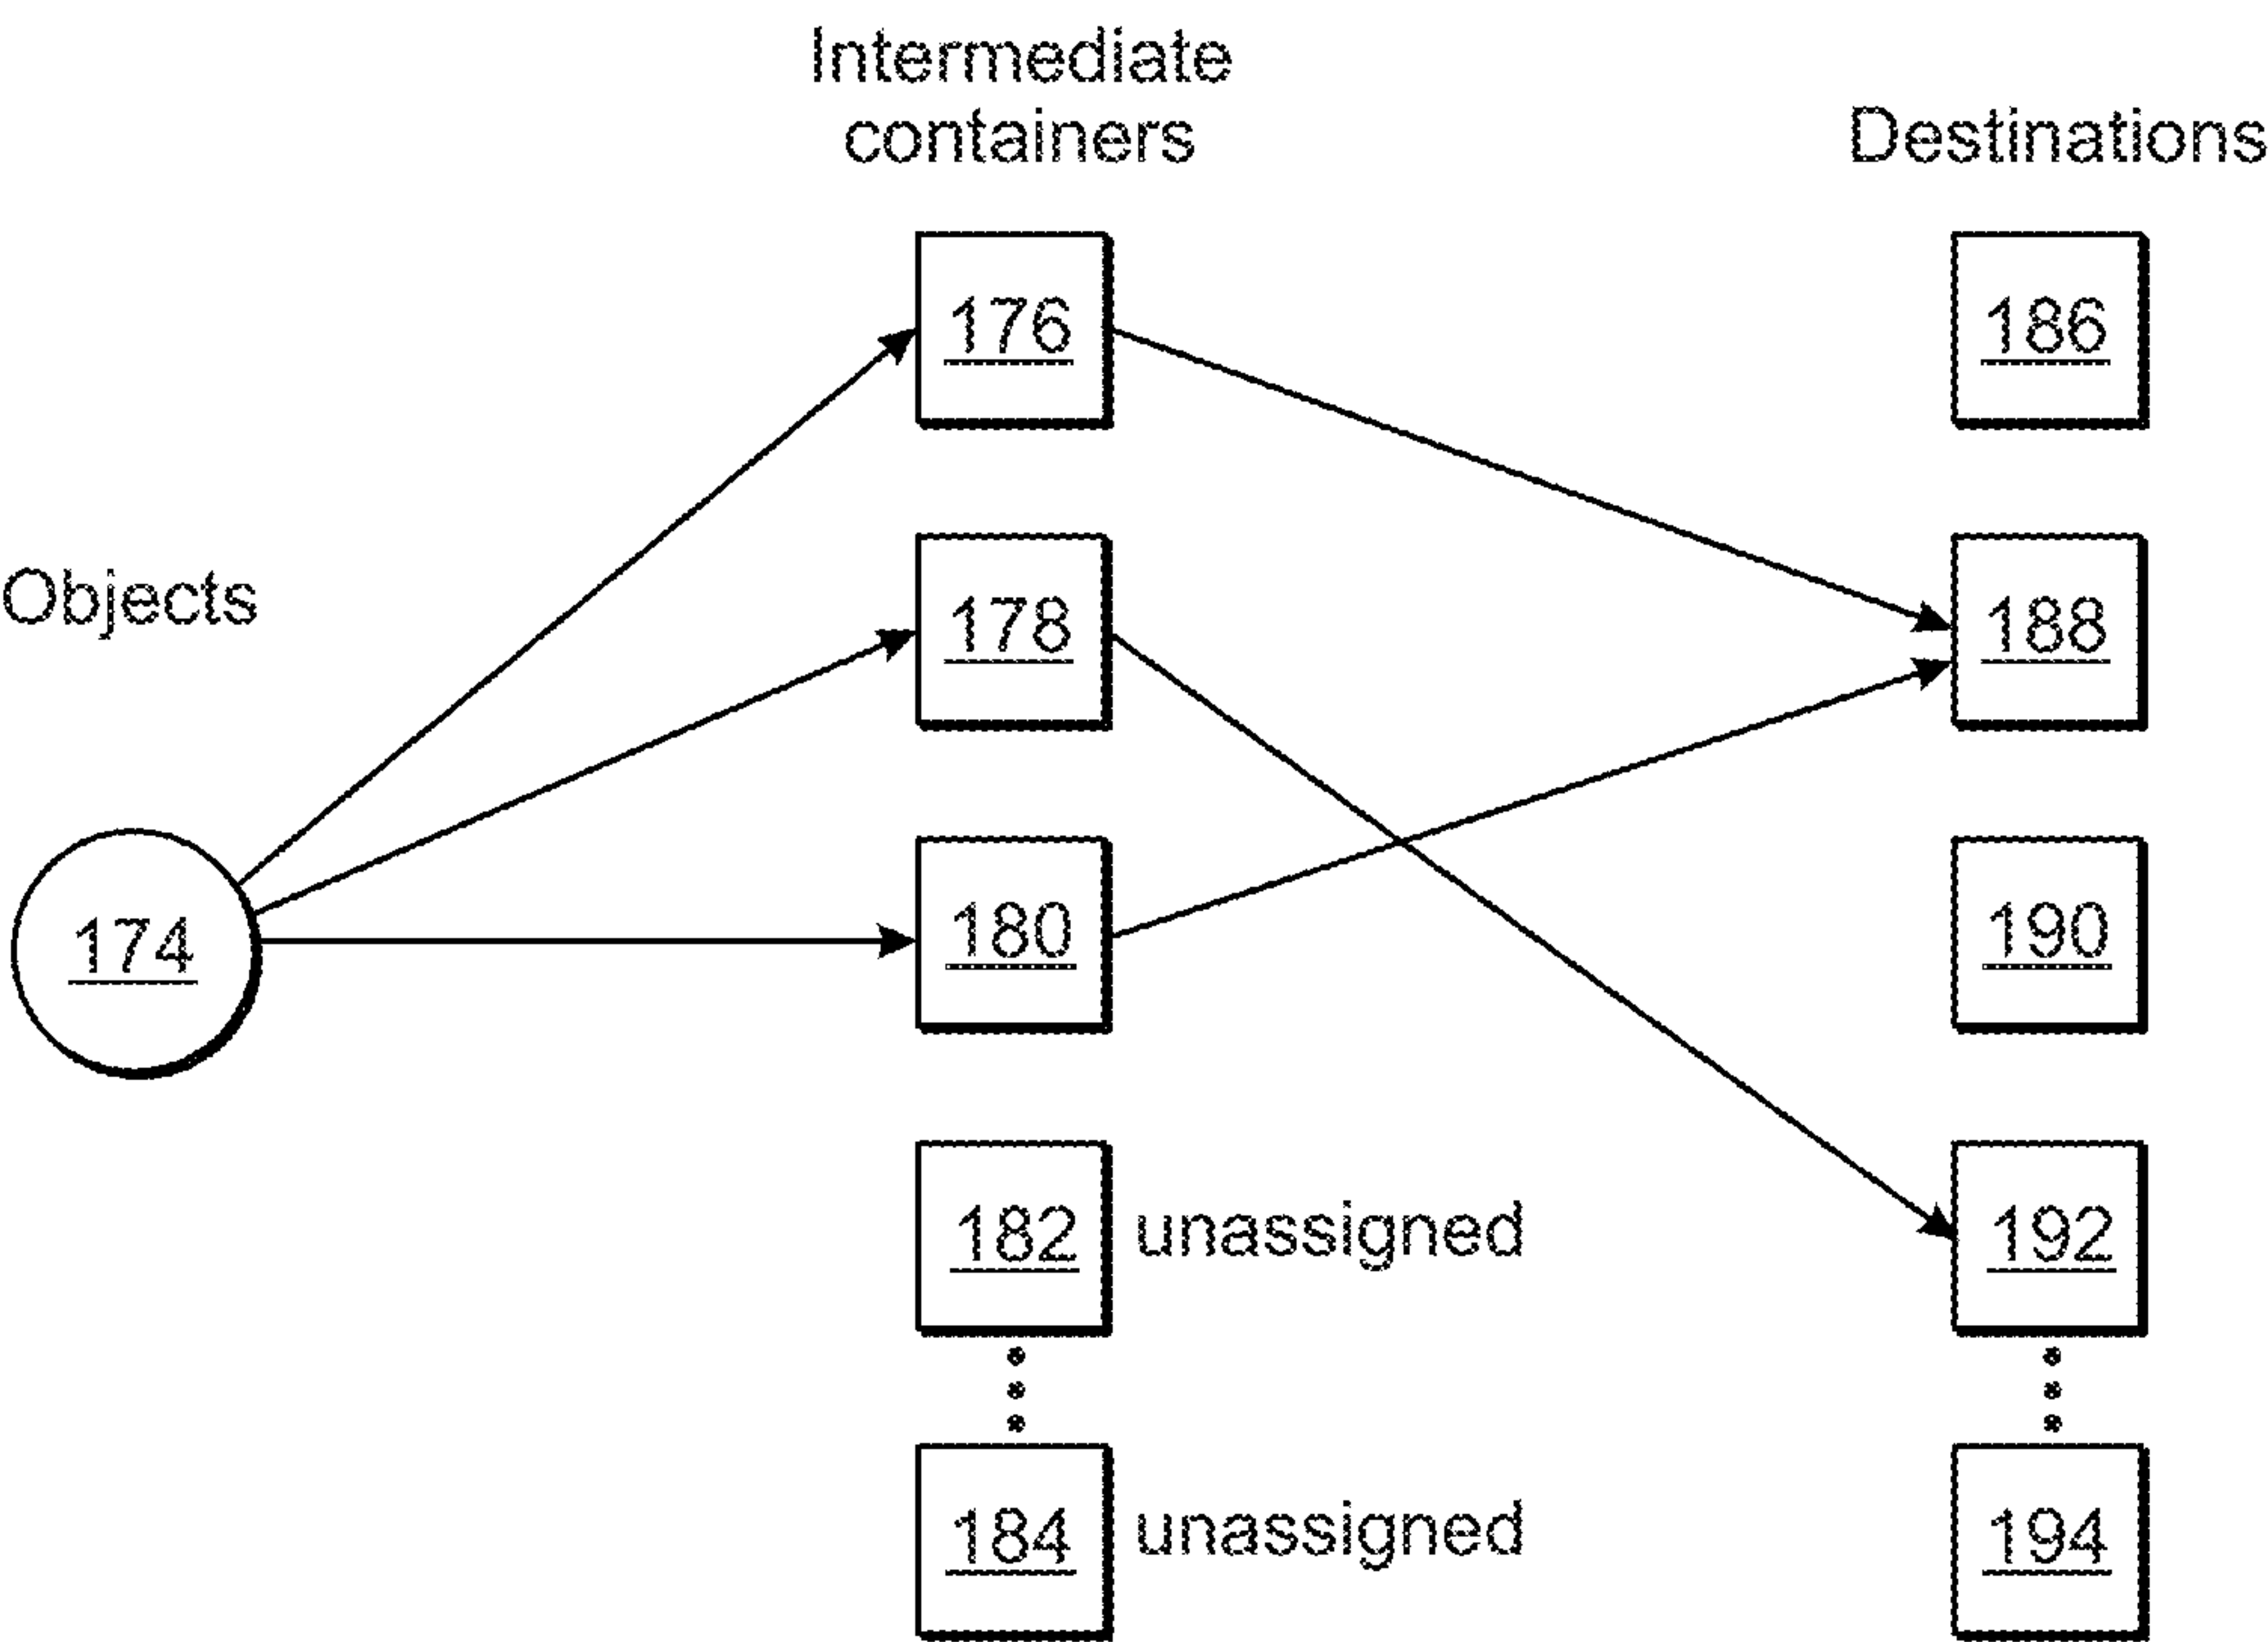 Intermediate
containers
Destinations
Objects
176
186
178
188
174
180
190
182 unassigned
192
184 unassigned
194